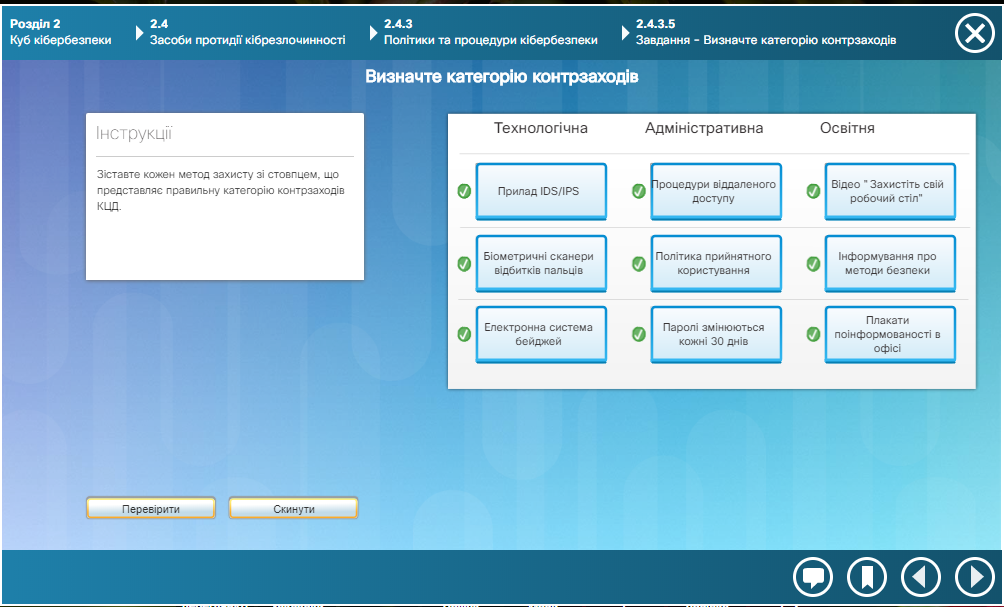 Розділ 2
Куб кібербезпеки
2.4
Засоби протидії кібрезлочинності
2.4.3
Політики та процедури кібербезпеки
2.4.3.5
Завдання - Визначте категорію контрзаходів
Визначте категорію контрзаходів
Інструкції
Зіставте кожен метод захисту зі стовпцем, що
представляє правильну категорію контрзаходів
КЦД.
Технологічна
Адміністративна
Освітня
Прилад IDS/IPS
Процедури віддаленого
доступу
Відео " Захистіть свій
робочий стіл"
Біометричні сканери
відбитків пальців
Політика прийнятного
користування
Інформування про
методи безпеки
Електронна система
бейджей
Паролі змінюються
кожні 30 днів
Плакати
поінформованості в
офісі
Перевірити
Скинути